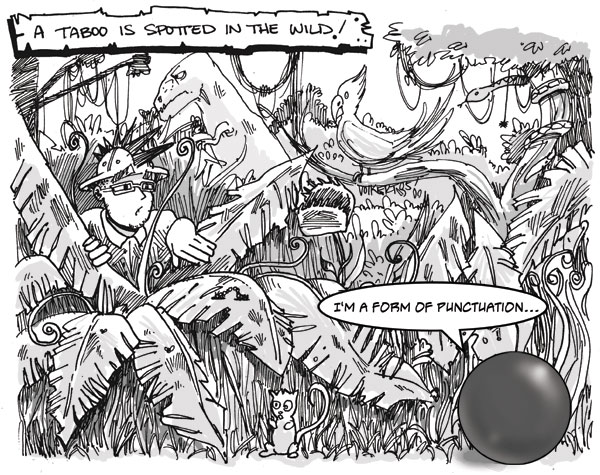 A TABOO IS SPOTTED IN THE WILD!
I'M A FORM OF PUNCTUATION...